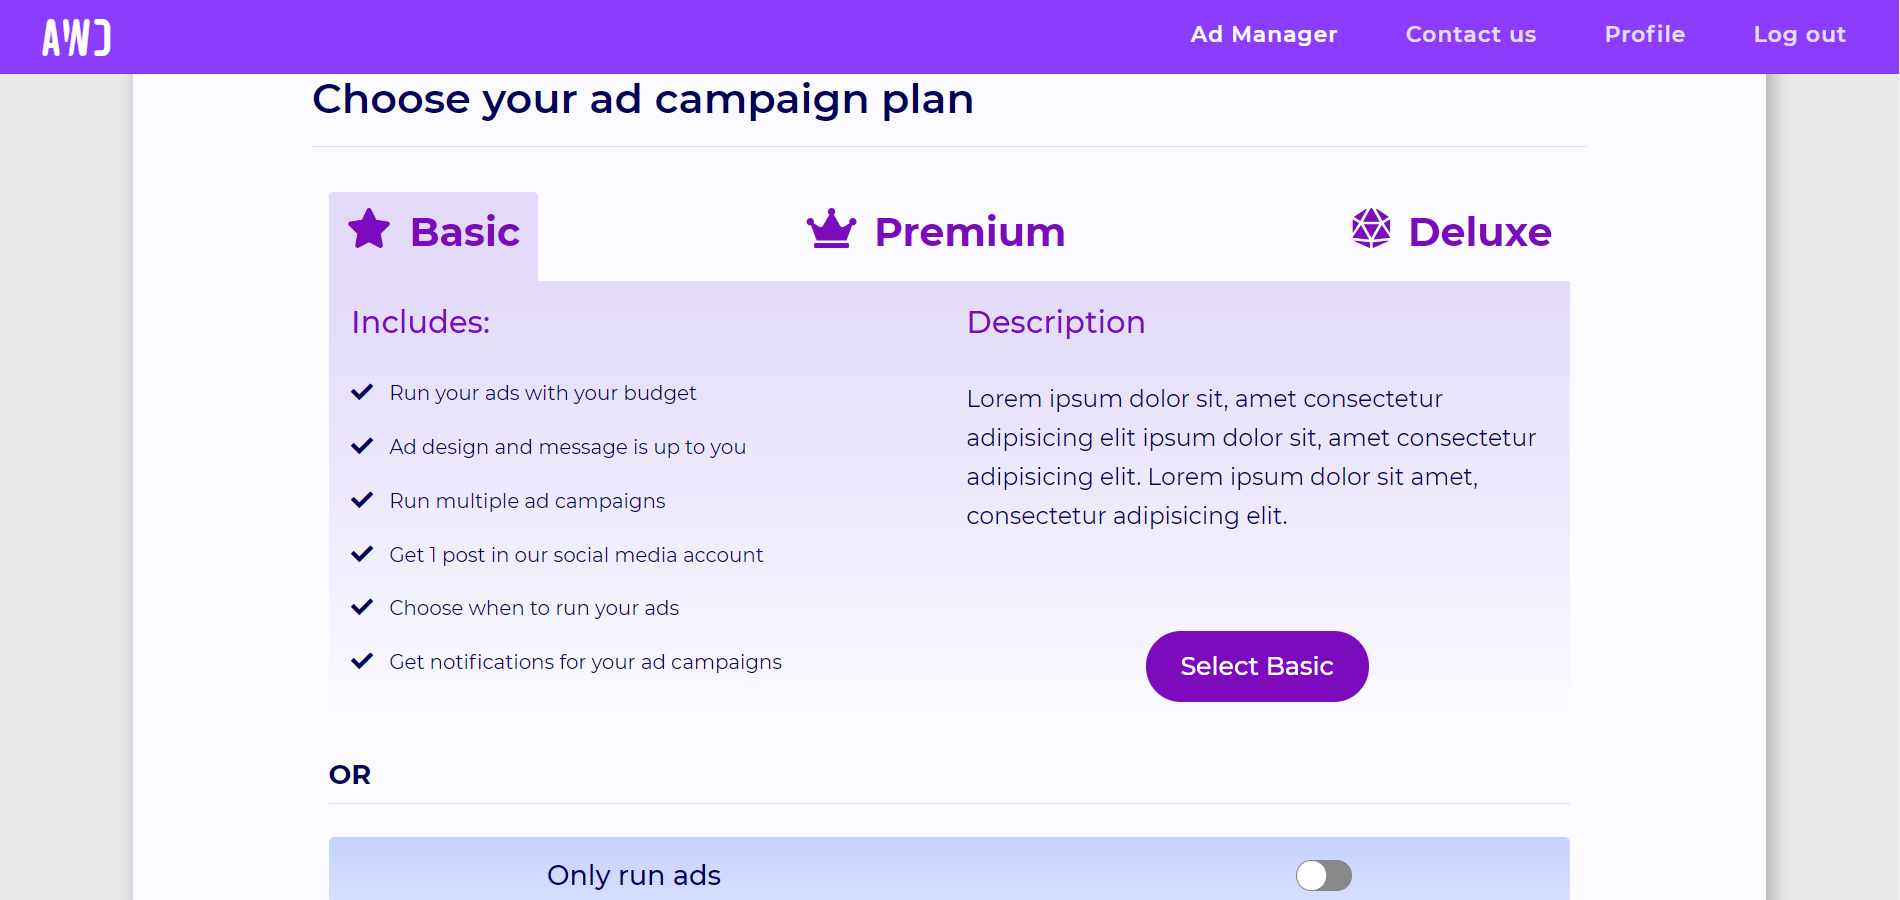 AWD
Ad Manager
Contact us
Profile
Log out
Choose your ad campaign plan
Basic
Premium
Deluxe
Includes:
Run your ads with your budget
Ad design and message is up to you
Run multiple ad campaigns
Get 1 post in our social media account
Choose when to run your ads
Get notifications for your ad campaigns
Description
Lorem ipsum dolor sit, amet consectetur
adipisicing elit ipsum dolor sit, amet consectetur
adipisicing elit. Lorem ipsum dolor sit amet,
consectetur adipisicing elit.
Select Basic
OR
Only run ads